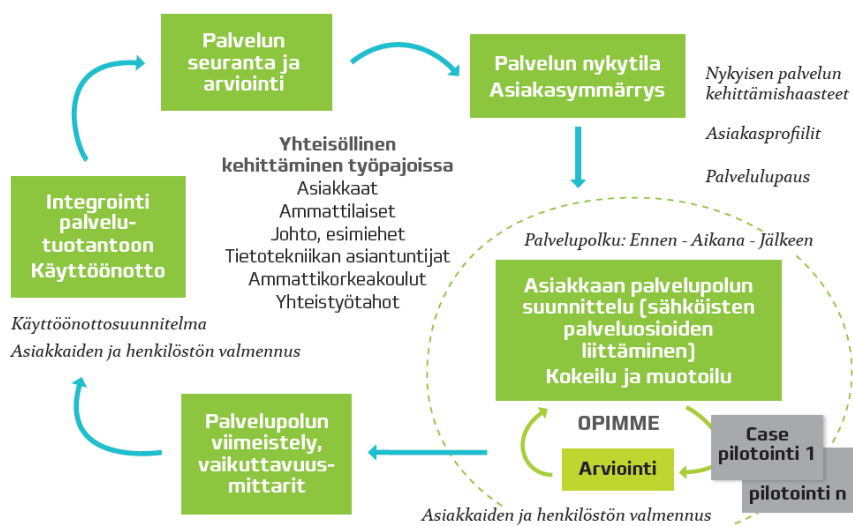 Palvelun
seuranta ja
arviointi
Palvelun nykytila
Asiakasymmärrys
Nykyisen palvelun
kehittämishaasteet
Asiakasprofiilit
Palvelulupaus
Yhteisöllinen
kehittäminen työpajoissa
Asiakkaat
Ammattilaiset
Johto, esimiehet
Tietotekniikan asiantuntijat
Ammattikorkeakoulut
Yhteistyötahot
Integrointi
palvelu-
tuotantoon
Käyttöönotto
Käyttöönottosuunnitelma
Asiakkaiden ja henkilöstön valmennus
Palvelupolku: Ennen - Aikana - Jälkeen
Asiakkaan palvelupolun
suunnittelu (sähköisten
palveluosioiden
liittäminen)
Kokeilu ja muotoilu
OPIMME
Arviointi
Case
pilotointi 1
pilotointi n
Asiakkaiden ja henkilöstön valmennus
Palvelupolun
viimeistely,
vaikuttavuus-
mittarit